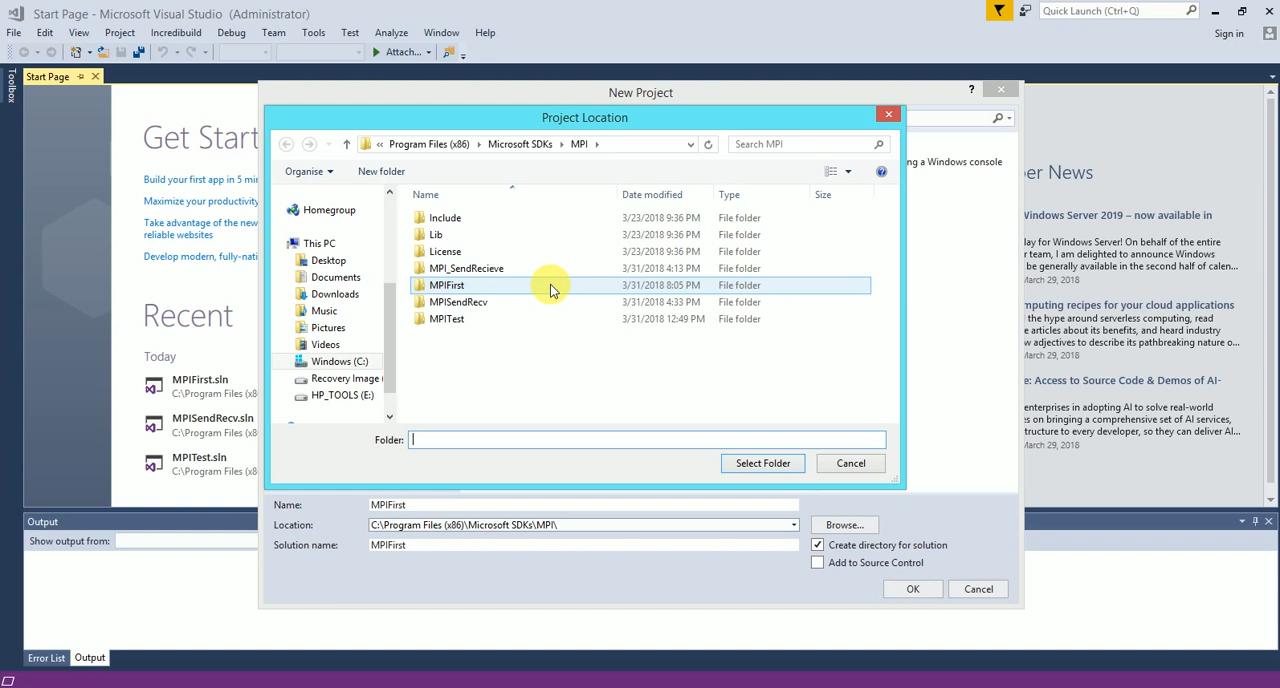 Start Page - Microsoft Visual Studio (Administrator)
Quick Launch (Ctrl+Q)
File Edit View Project Incredibuild Debug Team Tools Test Analyze Window Help
Sign in
Attach...
Toolbox
Start Page
New Project
?
Project Location
Program Files (x86) Microsoft SDKs MPI
Search MPI
Organise New folder
Name Date modified Type Size
Homegroup
This PC
Desktop
Documents
Downloads
Music
Pictures
Videos
Windows (C:)
Recovery Image
HP_TOOLS (E:)
Include 3/23/2018 9:36 PM File folder
Lib 3/23/2018 9:36 PM File folder
License 3/23/2018 9:36 PM File folder
MPI_SendRecieve 3/31/2018 4:13 PM File folder
MPIFirst 3/31/2018 8:05 PM File folder
MPISendRecv 3/31/2018 4:33 PM File folder
MPITest 3/31/2018 12:49 PM File folder
Folder:
Select Folder Cancel
Name: MPIFirst
Location: C:\Program Files (x86)\Microsoft SDKs\MPI\
Browse...
Solution name: MPIFirst
Create directory for solution
Add to Source Control
OK Cancel
Get Start
Build your first app in 5 min
Maximize your productivity
Take advantage of the new
reliable websites
Develop modern, fully-nati
Recent
Today
MPIFirst.sln
C:\Program Files (x8
MPISendRecv.sln
C:\Program Files (x8
MPITest.sln
C:\Program Files (x8
ng a Windows console
er News
Windows Server 2019 – now available in
lay for Windows Server! On behalf of the entire
r team, I am delighted to announce Windows
be generally available in the second half of calen...
March 29, 2018
mputing recipes for your cloud applications
the hype around serverless computing, read
e articles about its benefits, and heard industry
w adjectives to describe its pathbreaking nature o...
March 29, 2018
e: Access to Source Code & Demos of AI-
enterprises in adopting AI to solve real-world
es on bringing a comprehensive set of AI services,
structure to every developer, so they can deliver AI...
March 29, 2018
Output
Show output from:
Error List Output